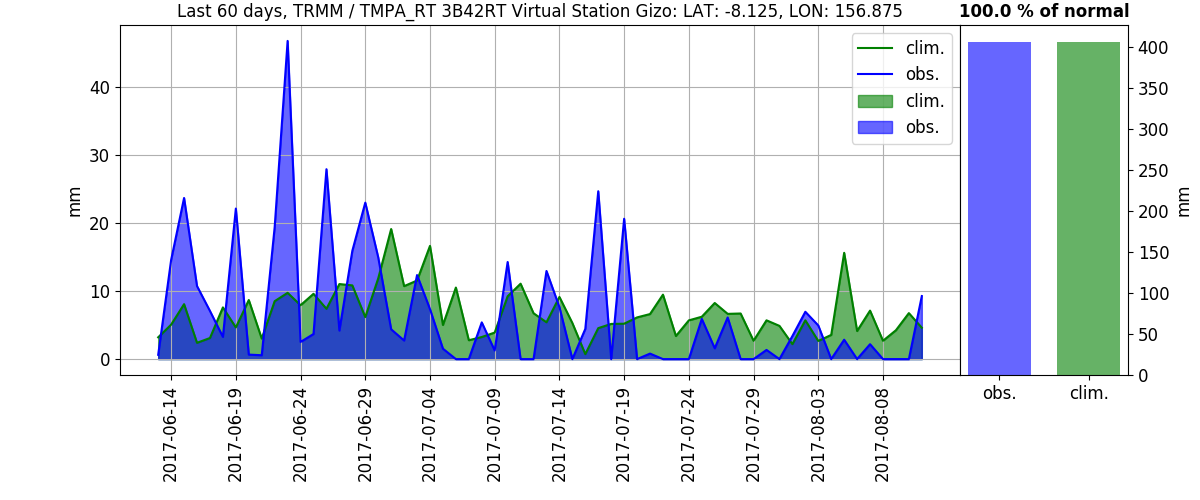 Last 60 days, TRMM / TMPA_RT 3B42RT Virtual Station Gizo: LAT: -8.125, LON: 156.875
100.0 % of normal
clim.
obs.
clim.
obs.
mm
40
30
20
10
0
400
350
300
250
200
150
100
50
0
mm
2017-06-14
2017-06-19
2017-06-24
2017-06-29
2017-07-04
2017-07-09
2017-07-14
2017-07-19
2017-07-24
2017-07-29
2017-08-03
2017-08-08
obs.
clim.